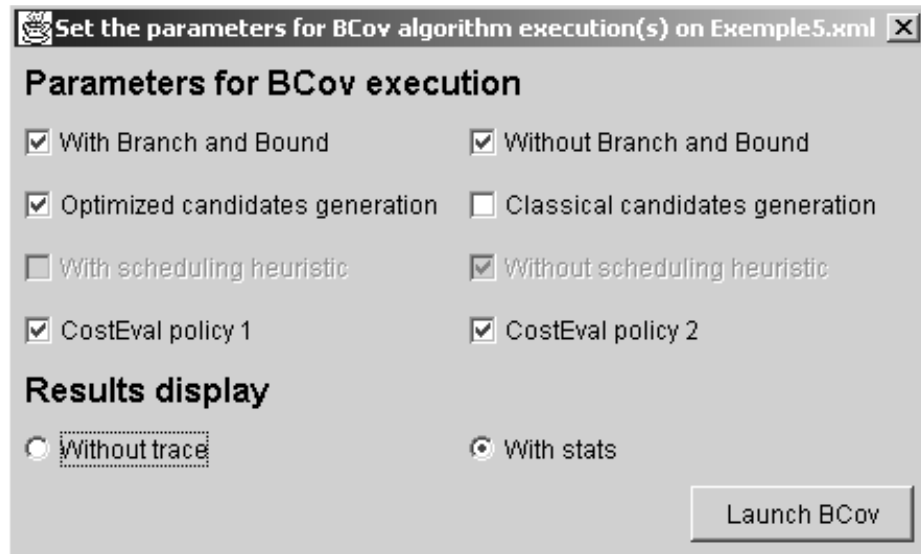 Set the parameters for BCov algorithm execution(s) on Exemple5.xml
Parameters for BCov execution
With Branch and Bound
Without Branch and Bound
Optimized candidates generation
Classical candidates generation
With scheduling heuristic
Without scheduling heuristic
CostEval policy 1
CostEval policy 2
Results display
Without trace
With stats
Launch BCov